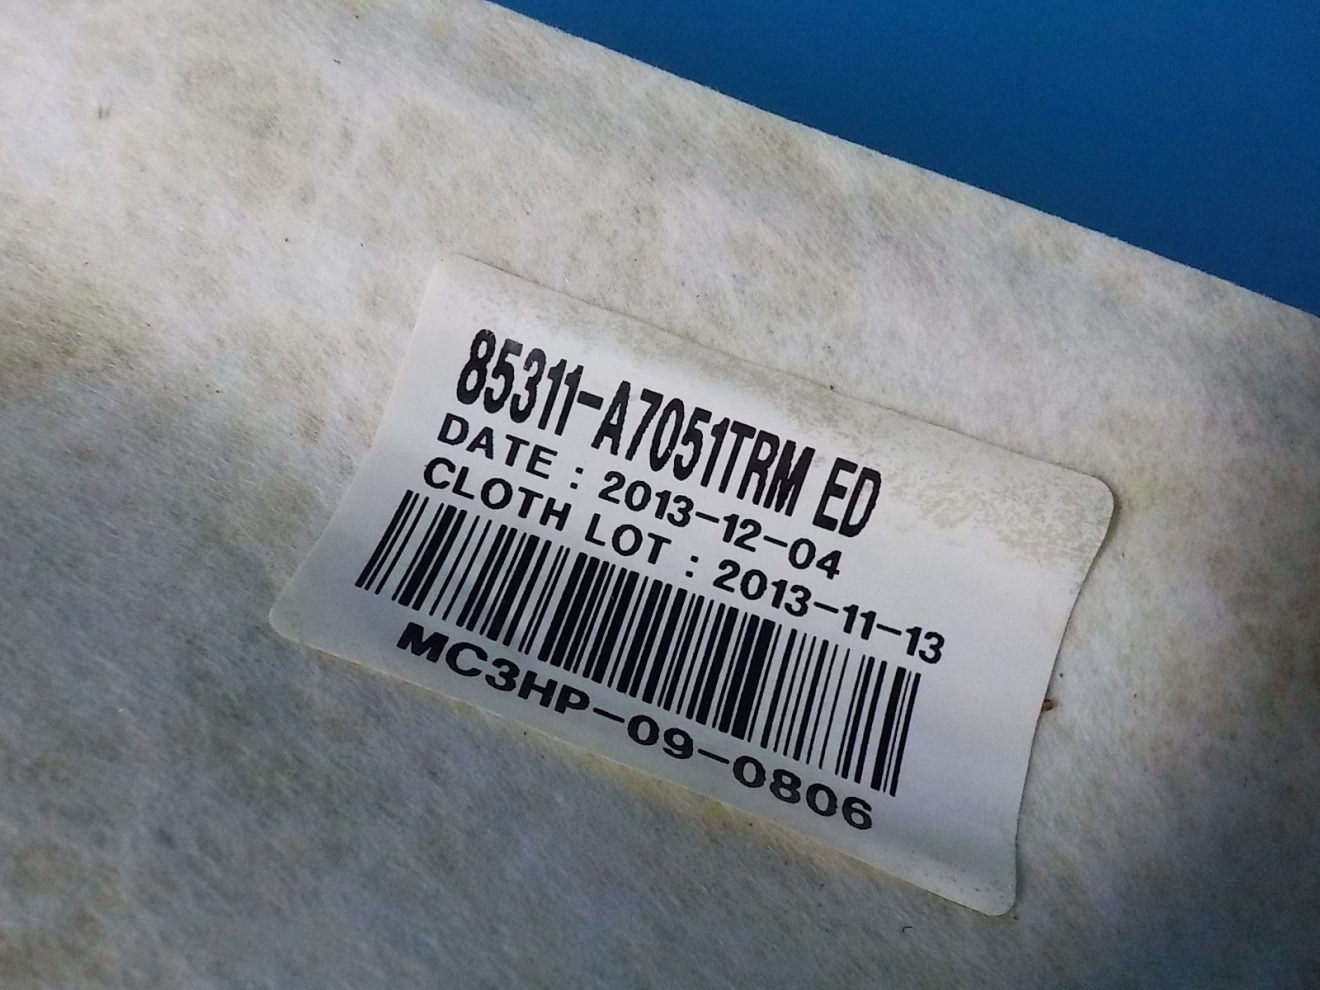 85311-A7051TRM ED
DATE : 2013-12-04
CLOTH LOT : 2013-11-13
MC3HP-09-0806